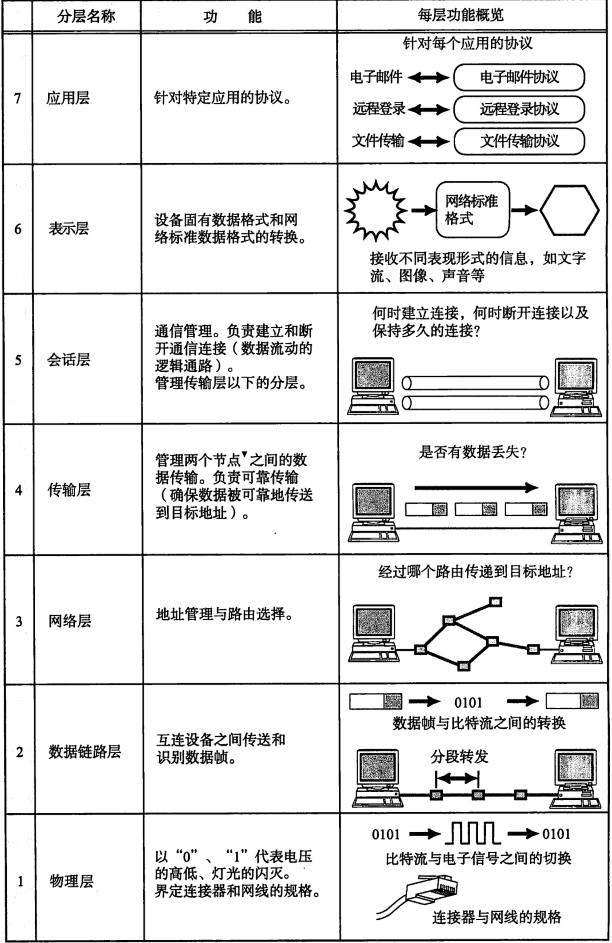 分层名称 功 能 每层功能概览
7 应用层 针对特定应用的协议。
针对每个应用的协议
电子邮件 电子邮件协议
远程登录 远程登录协议
文件传输 文件传输协议
6 表示层
设备固有数据格式和网
络标准数据格式的转换。
网络标准
格式
接收不同表现形式的信息，如文字
流、图像、声音等
5 会话层
通信管理。负责建立和断
开通信连接（数据流动的
逻辑通路）。
管理传输层以下的分层。
何时建立连接，何时断开连接以及
保持多久的连接？
4 传输层
管理两个节点▼之间的数
据传输。负责可靠传输
（确保数据被可靠地传送
到目标地址）。
是否有数据丢失？
3 网络层 地址管理与路由选择。
经过哪个路由传递到目标地址？
2 数据链路层
互连设备之间传送和
识别数据帧。
0101
数据帧与比特流之间的转换
分段转发
1 物理层
以“0”、“1”代表电压
的高低、灯光的闪灭。
界定连接器和网线的规格。
0101 0101
比特流与电子信号之间的切换
连接器与网线的规格